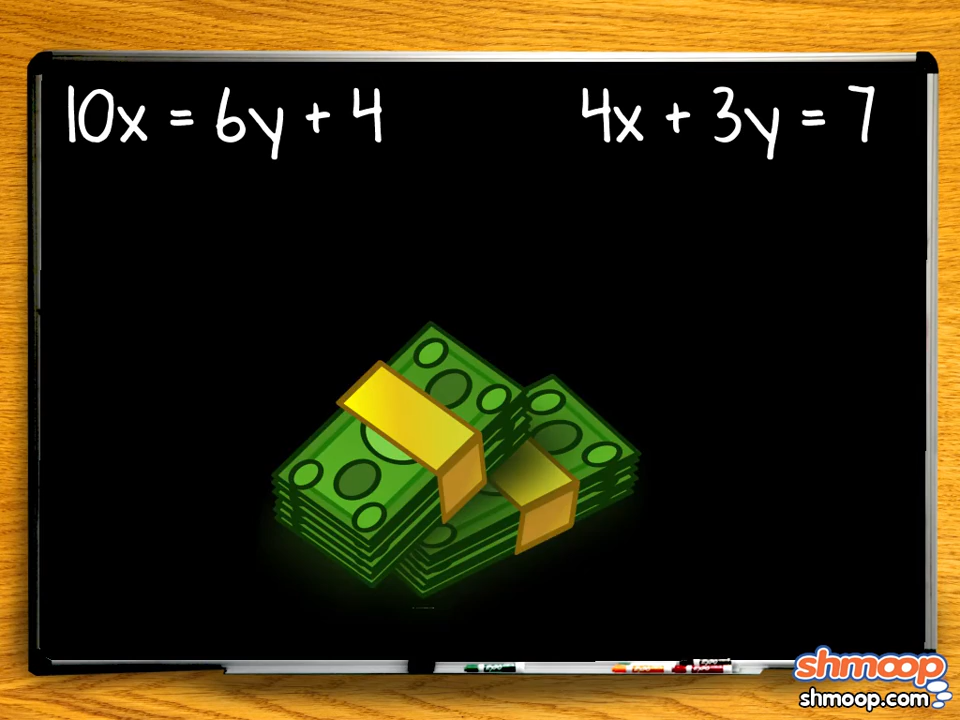 10x = 6y + 4
4x + 3y = 7
shmoop
shmoop.com